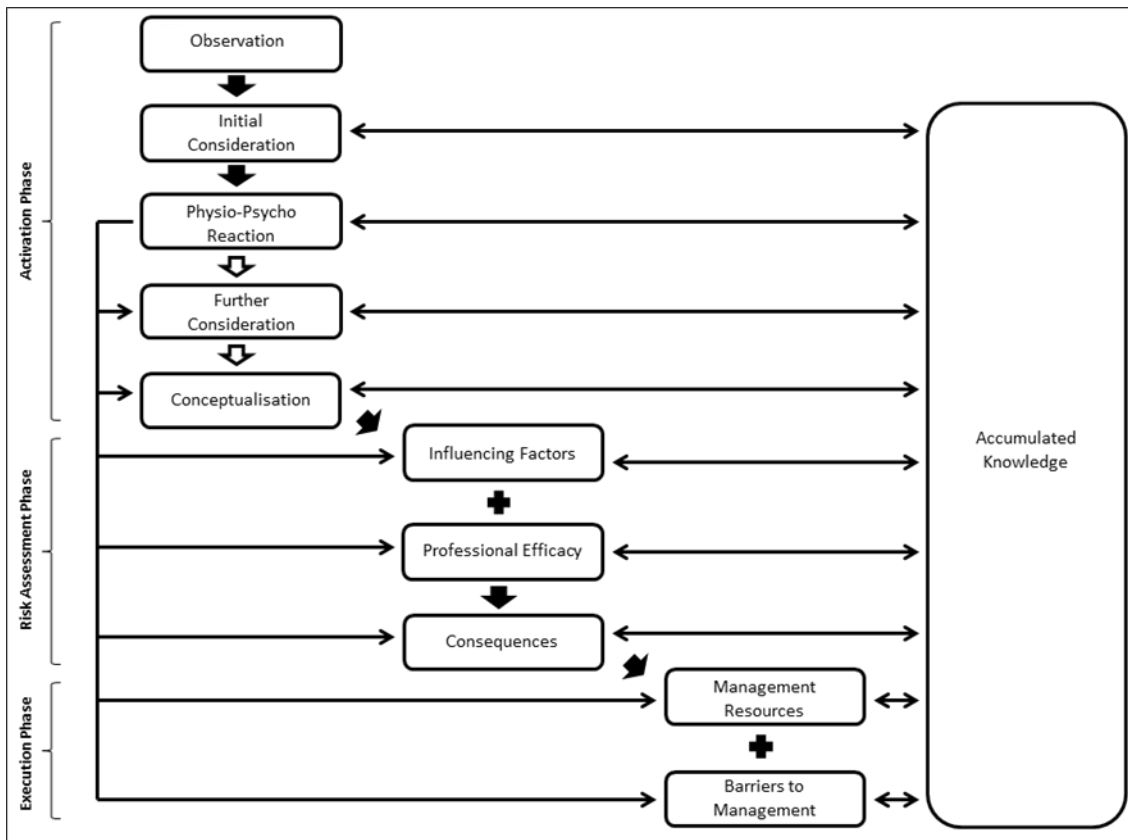 Activation Phase
Observation
Initial
Consideration
Physio-Psycho
Reaction
Further
Consideration
Conceptualisation
Risk Assessment Phase
Influencing Factors
Professional Efficacy
Consequences
Execution Phase
Management
Resources
Barriers to
Management
Accumulated
Knowledge